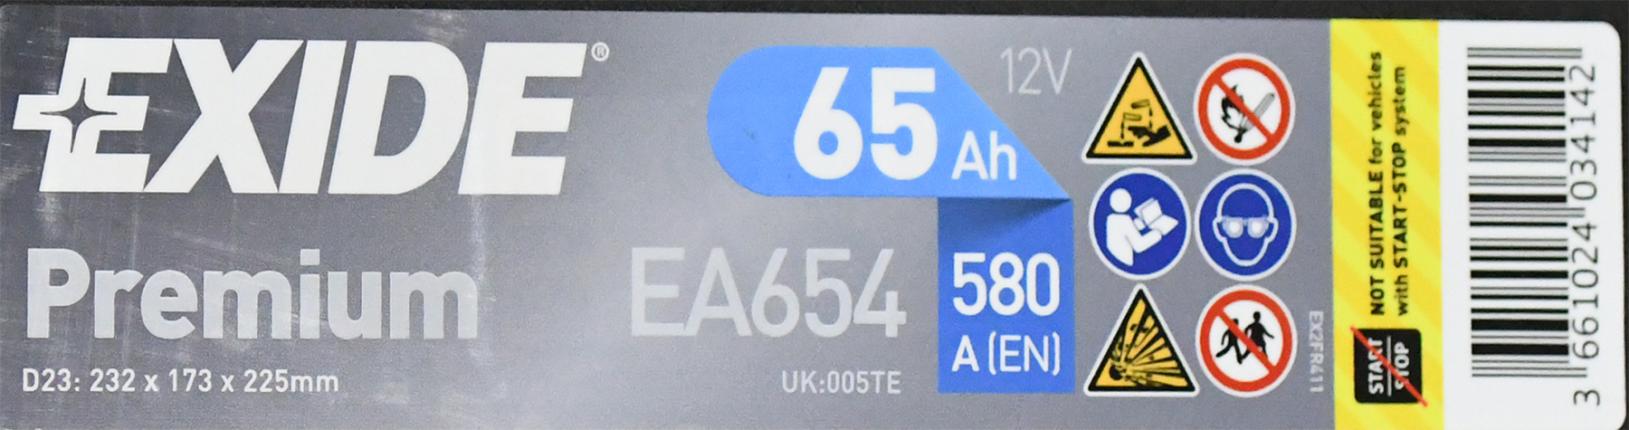 EXIDE®
Premium
D23: 232 x 173 x 225mm
EA654
UK:005TE
65 Ah
12V
580
A (EN)
EX2FR411
NOT SUITABLE for vehicles
with START-STOP system
START
STOP
3 661024 034142